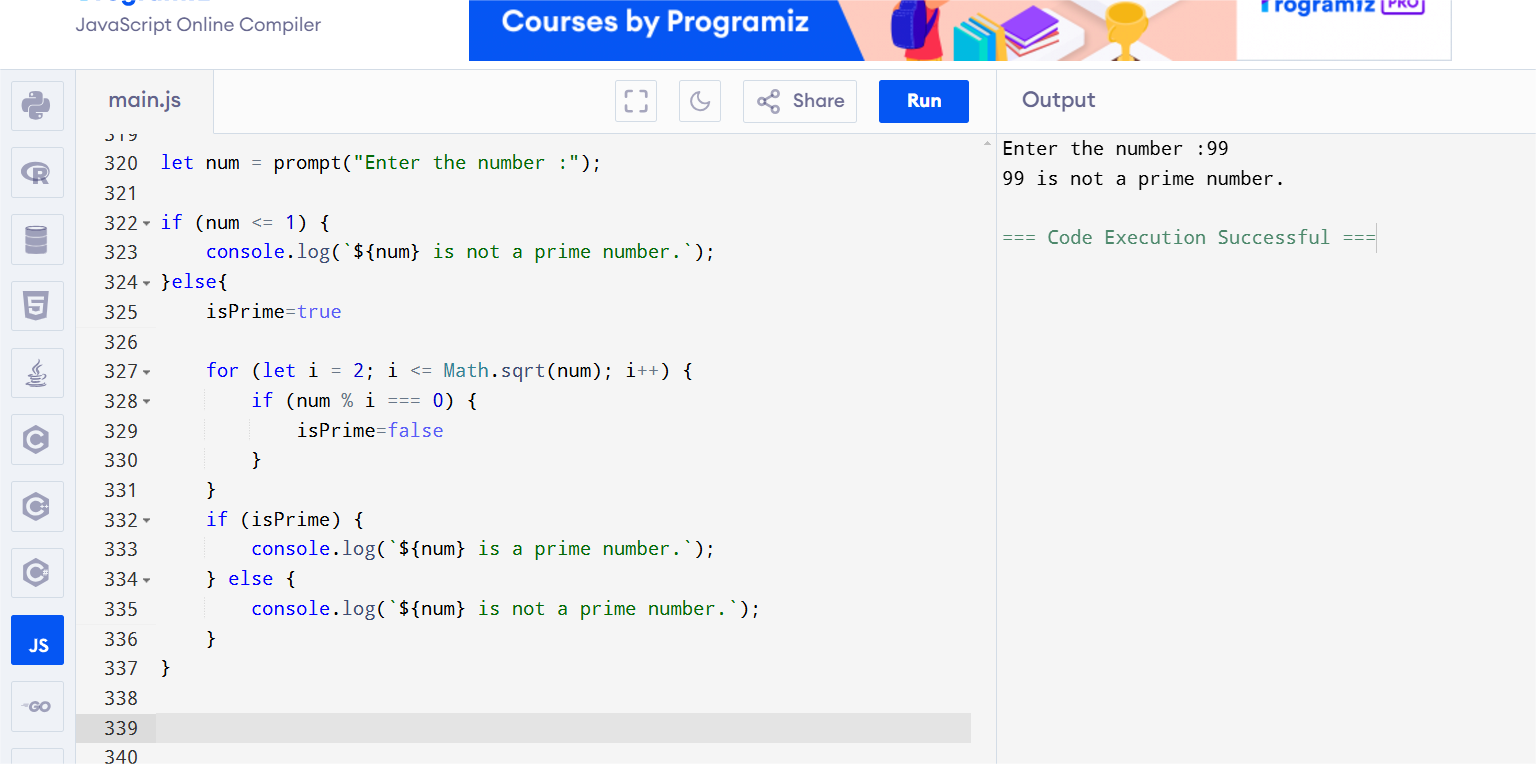 JavaScript Online Compiler
Courses by Programiz
Programiz PRO
main.js
Share
Run
Output
319
320 let num = prompt("Enter the number :");
321
322 if (num <= 1) {
323     console.log(`${num} is not a prime number.`);
324 }else{
325     isPrime=true
326
327     for (let i = 2; i <= Math.sqrt(num); i++) {
328         if (num % i === 0) {
329             isPrime=false
330         }
331     }
332     if (isPrime) {
333         console.log(`${num} is a prime number.`);
334     } else {
335         console.log(`${num} is not a prime number.`);
336     }
337 }
338
339
340
Enter the number :99
99 is not a prime number.
=== Code Execution Successful ===
R
5
C
C++
C#
JS
GO